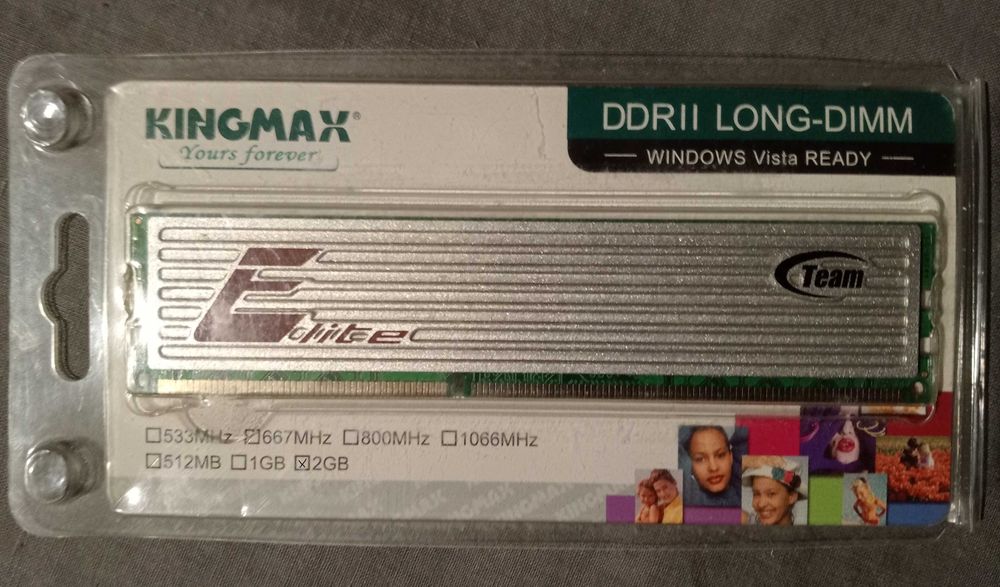 KINGMAX®
Yours forever
DDRII LONG-DIMM
WINDOWS Vista READY
Elite
Team
533MHz 667MHz 800MHz 1066MHz
512MB 1GB 2GB
KINGMAX
KINGMAX